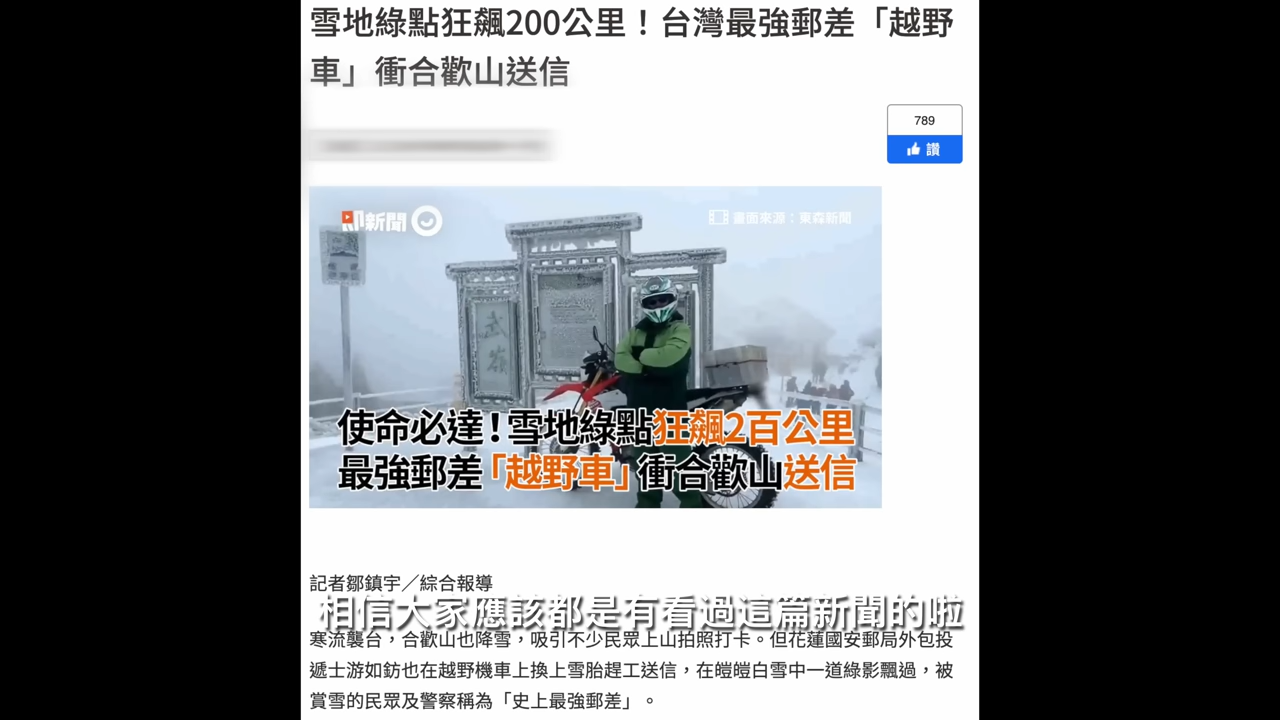 雪地綠點狂飆200公里！台灣最強郵差「越野
車」衝合歡山送信
789
讚
即新聞
畫面來源：東森新聞
武嶺
使命必達！雪地綠點狂飆2百公里
最強郵差「越野車」衝合歡山送信
記者鄒鎮宇／綜合報導
相信大家應該都是有看過這篇新聞的啦
寒流襲台，合歡山也降雪，吸引不少民眾上山拍照打卡。但花蓮國安郵局外包投
遞士游如鈁也在越野機車上換上雪胎趕工送信，在皚皚白雪中一道綠影飄過，被
賞雪的民眾及警察稱為「史上最強郵差」。